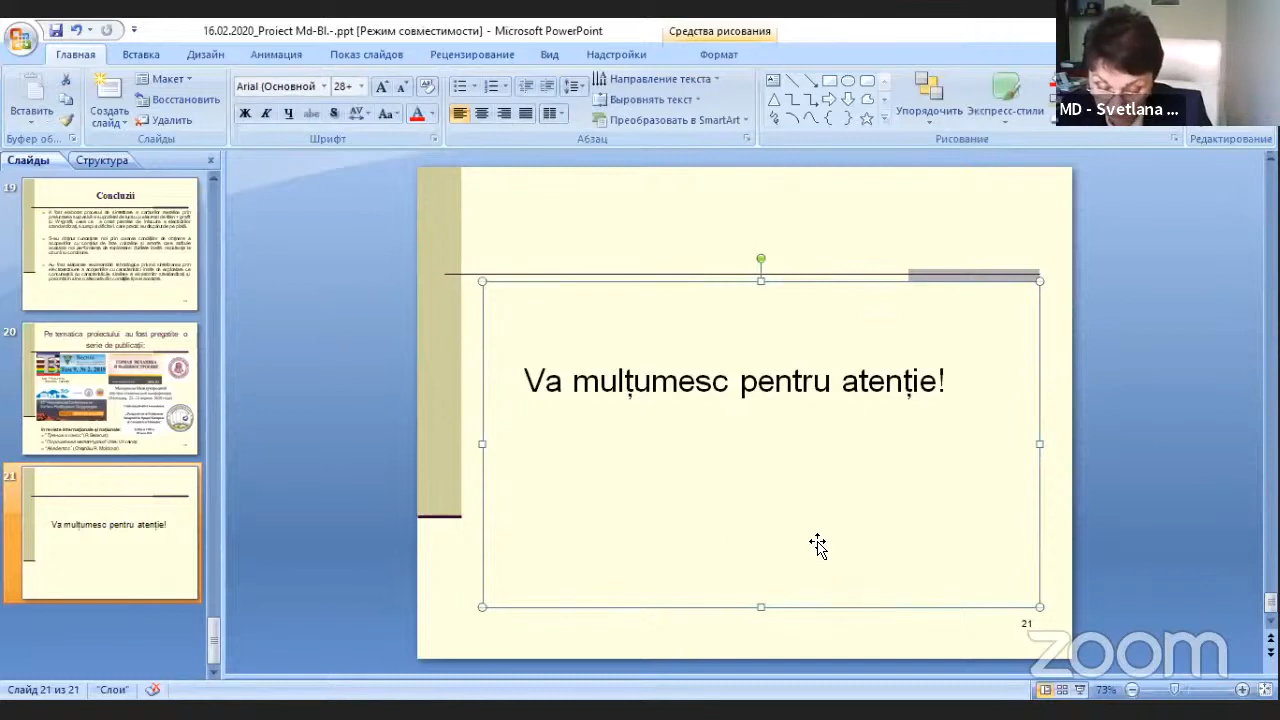 16.02.2020_Proiect Md-Bl.-.ppt [Режим совместимости] - Microsoft PowerPoint
Средства рисования
Главная Вставка Дизайн Анимация Показ слайдов Рецензирование Вид Надстройки Формат
Вставить
Буфер об...
Создать слайд
Макет
Восстановить
Удалить
Слайды
Arial (Основной 28
Шрифт
Направление текста
Выровнять текст
Преобразовать в SmartArt
Абзац
Упорядочить Экспресс-стили
Рисование
Редактирование
MD - Svetlana ...
Слайды Структура
19
Concluzii
20
Pe tematica proiectului au fost pregatite o
serie de publicații:
21
Va mulțumesc pentru atenție!
Va mulțumesc pentru atenție!
21
zoom
Слайд 21 из 21 "Слои" 73%